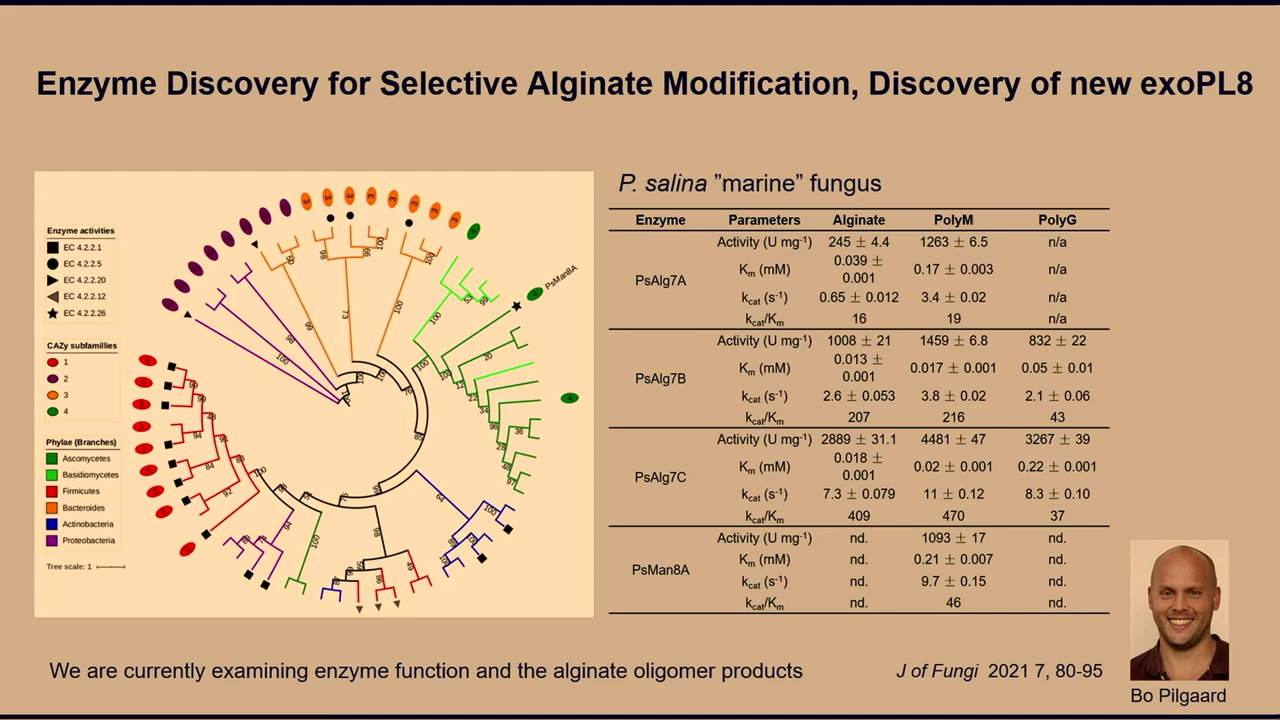 Enzyme Discovery for Selective Alginate Modification, Discovery of new exoPL8
Enzyme activities
EC 4.2.2.1
EC 4.2.2.5
EC 4.2.2.20
EC 4.2.2.12
EC 4.2.2.26
CAZy subfamillies
1
2
3
4
Phylae (Branches)
Ascomycetes
Basidiomycetes
Firmicutes
Bacteroides
Actinobacteria
Proteobacteria
Tree scale: 1
PsMan8A
P. salina ”marine” fungus
Enzyme Parameters Alginate PolyM PolyG
PsAlg7A
Activity (U mg⁻¹) 245 ± 4.4 1263 ± 6.5 n/a
Km (mM) 0.039 ± 0.001 0.17 ± 0.003 n/a
kcat (s⁻¹) 0.65 ± 0.012 3.4 ± 0.02 n/a
kcat/Km 16 19 n/a
PsAlg7B
Activity (U mg⁻¹) 1008 ± 21 1459 ± 6.8 832 ± 22
Km (mM) 0.013 ± 0.001 0.017 ± 0.001 0.05 ± 0.01
kcat (s⁻¹) 2.6 ± 0.053 3.8 ± 0.02 2.1 ± 0.06
kcat/Km 207 216 43
PsAlg7C
Activity (U mg⁻¹) 2889 ± 31.1 4481 ± 47 3267 ± 39
Km (mM) 0.018 ± 0.001 0.02 ± 0.001 0.22 ± 0.001
kcat (s⁻¹) 7.3 ± 0.079 11 ± 0.12 8.3 ± 0.10
kcat/Km 409 470 37
PsMan8A
Activity (U mg⁻¹) nd. 1093 ± 17 nd.
Km (mM) nd. 0.21 ± 0.007 nd.
kcat (s⁻¹) nd. 9.7 ± 0.15 nd.
kcat/Km nd. 46 nd.
We are currently examining enzyme function and the alginate oligomer products
J of Fungi 2021 7, 80-95
Bo Pilgaard